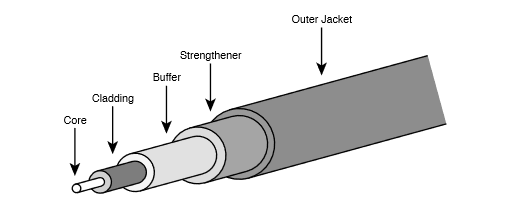 Outer Jacket
Strengthener
Buffer
Cladding
Core